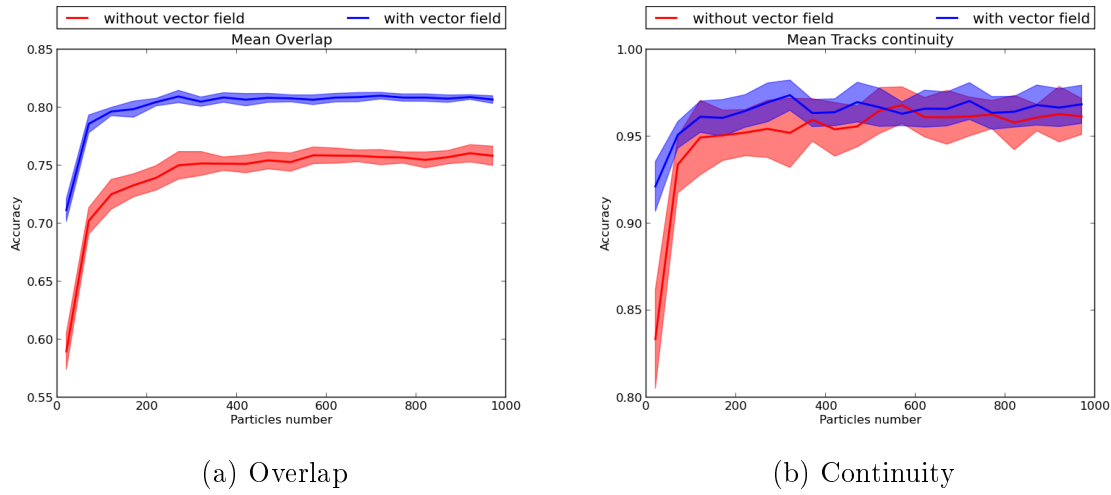 without vector field with vector field
Mean Overlap
0.85
0.80
0.75
0.70
0.65
0.60
0.55
Accuracy
0 200 400 600 800 1000
Particles number
(a) Overlap
without vector field with vector field
Mean Tracks continuity
1.00
0.95
0.90
0.85
0.80
Accuracy
0 200 400 600 800 1000
Particles number
(b) Continuity